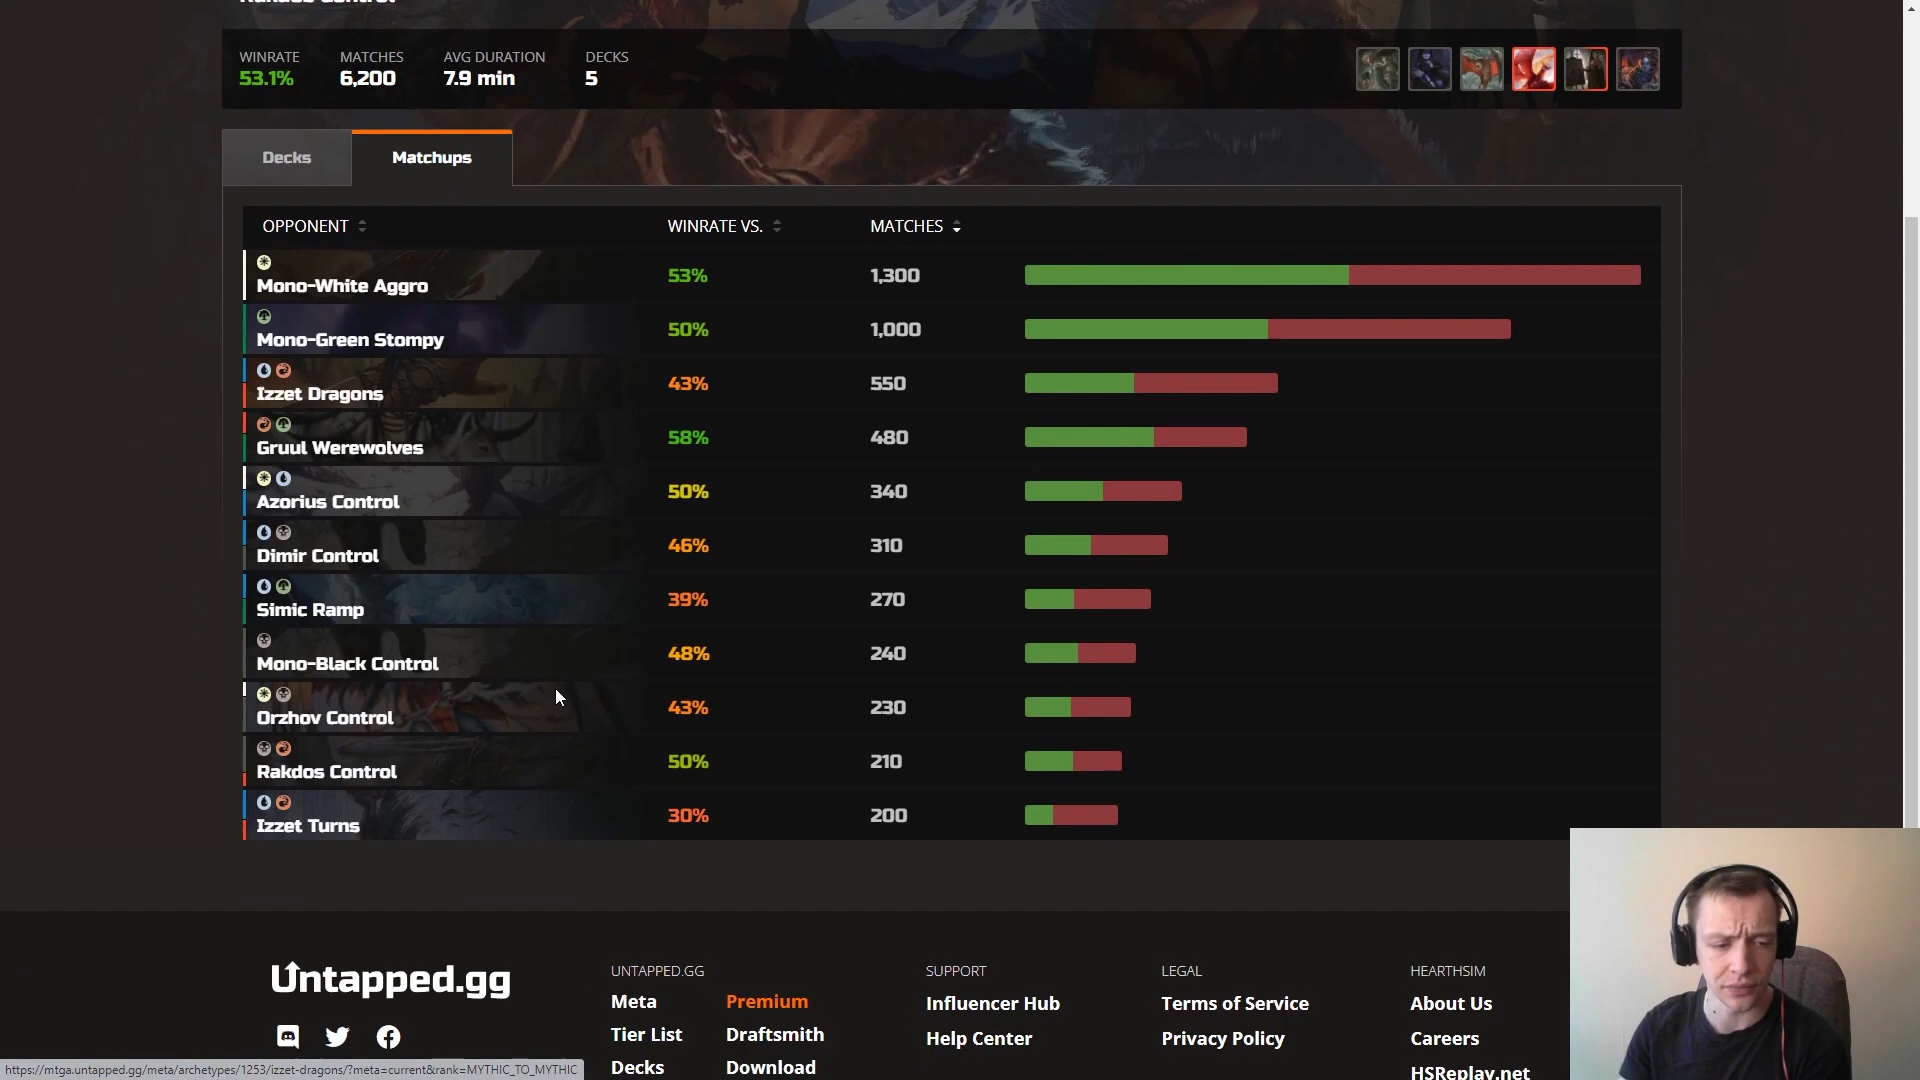 Rakdos Control
WINRATE MATCHES AVG DURATION DECKS
53.1% 6,200 7.9 min 5
Decks Matchups
OPPONENT WINRATE VS. MATCHES
Mono-White Aggro 53% 1,300
Mono-Green Stompy 50% 1,000
Izzet Dragons 43% 550
Gruul Werewolves 58% 480
Azorius Control 50% 340
Dimir Control 46% 310
Simic Ramp 39% 270
Mono-Black Control 48% 240
Orzhov Control 43% 230
Rakdos Control 50% 210
Izzet Turns 30% 200
Untapped.gg
UNTAPPED.GG SUPPORT LEGAL HEARTHSIM
Meta Premium Influencer Hub Terms of Service About Us
Tier List Draftsmith Help Center Privacy Policy Careers
Decks Download HSReplay.net
https://mtga.untapped.gg/meta/archetypes/1253/izzet-dragons/?meta=current&rank=MYTHIC_TO_MYTHIC